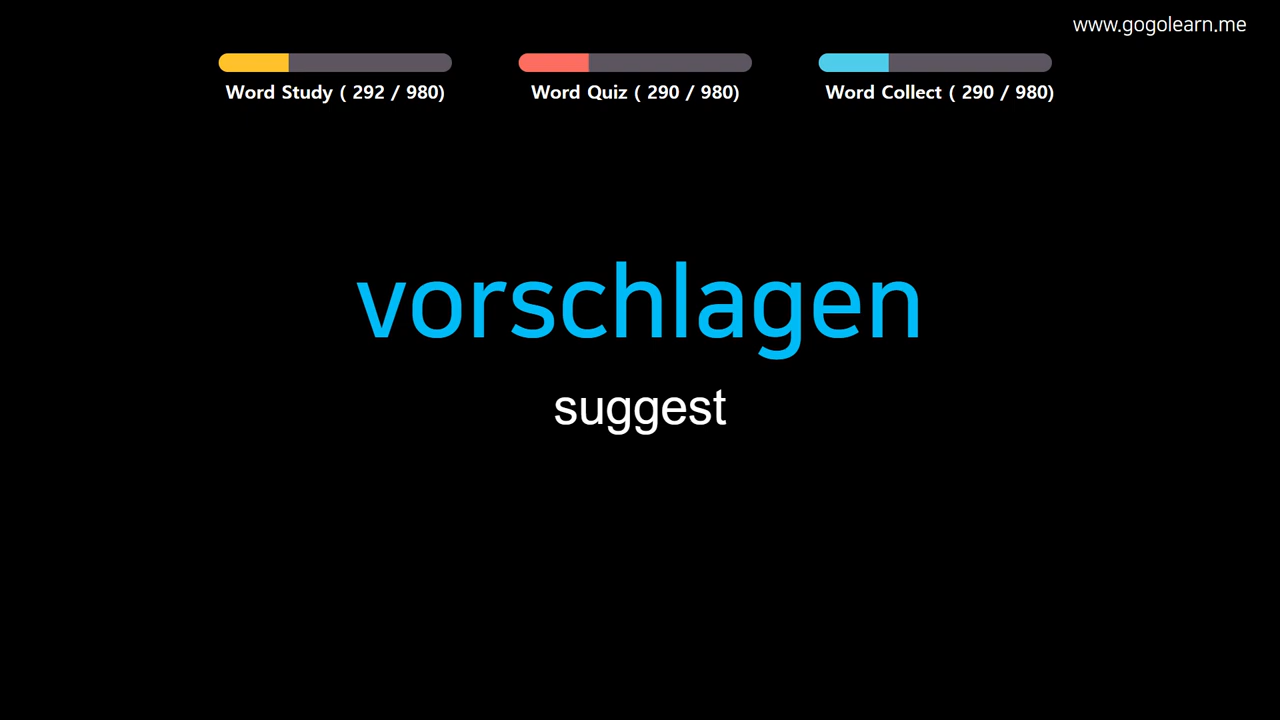 www.gogolearn.me
Word Study ( 292 / 980)
Word Quiz ( 290 / 980)
Word Collect ( 290 / 980)
vorschlagen
suggest